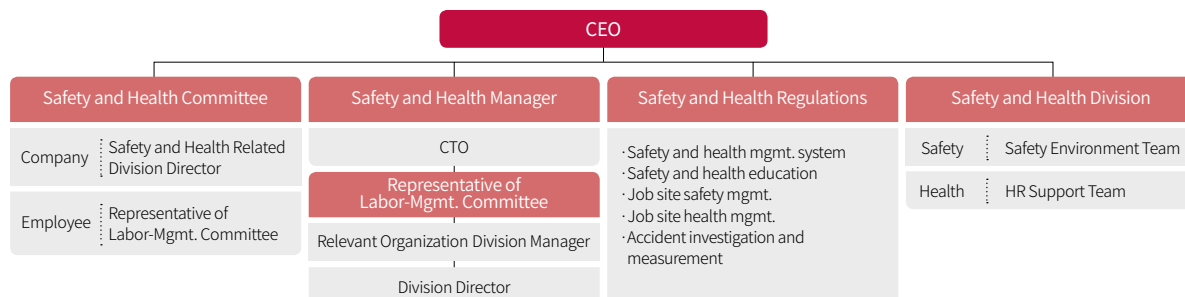 CEO
Safety and Health Committee
Company
Safety and Health Related
Division Director
Employee
Representative of
Labor-Mgmt. Committee
Safety and Health Manager
CTO
Representative of
Labor-Mgmt. Committee
Relevant Organization Division Manager
Division Director
Safety and Health Regulations
·Safety and health mgmt. system
·Safety and health education
·Job site safety mgmt.
·Job site health mgmt.
·Accident investigation and
measurement
Safety and Health Division
Safety
Safety Environment Team
Health
HR Support Team